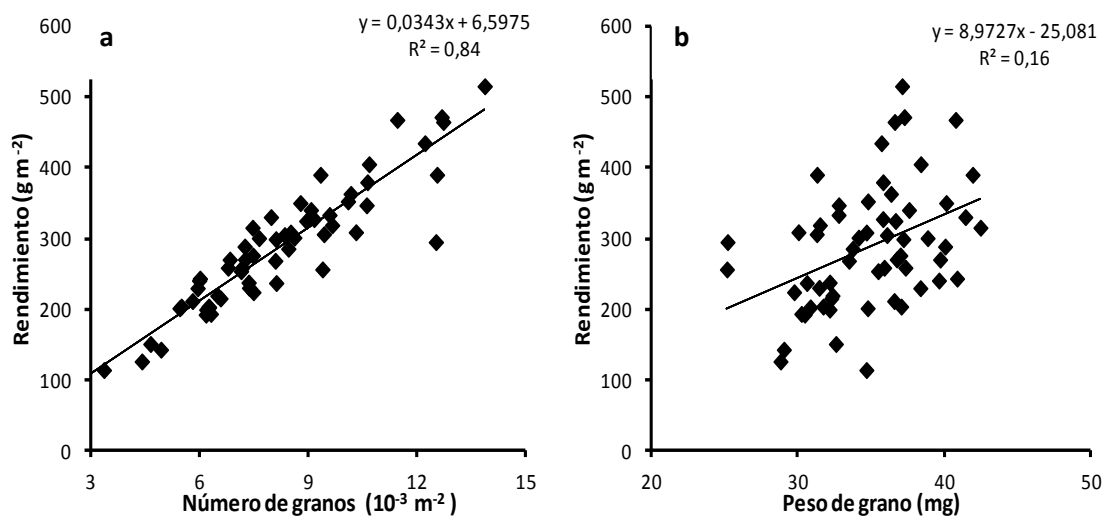 a
y = 0,0343x + 6,5975
R² = 0,84
600
500
400
300
200
100
0
Rendimiento (g m⁻²)
3 6 9 12 15
Número de granos (10⁻³ m⁻²)
b
y = 8,9727x - 25,081
R² = 0,16
600
500
400
300
200
100
0
Rendimiento (g m⁻²)
20 30 40 50
Peso de grano (mg)